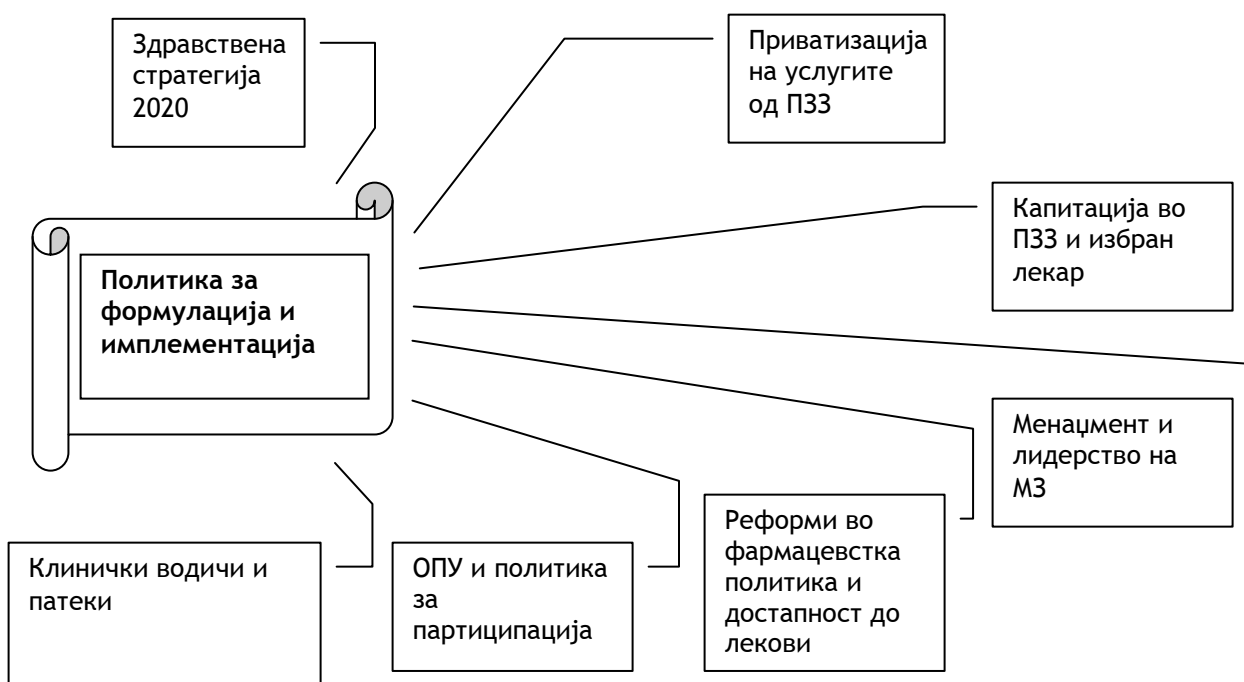 Здравствена
стратегија
2020
Приватизација
на услугите
од ПЗЗ
Капитација во
ПЗЗ и избран
лекар
Политика за
формулација и
имплементација
Менаџмент и
лидерство на
МЗ
Реформи во
фармацевстка
политика и
достапност до
лекови
ОПУ и политика
за
партиципација
Клинички водичи и
патеки